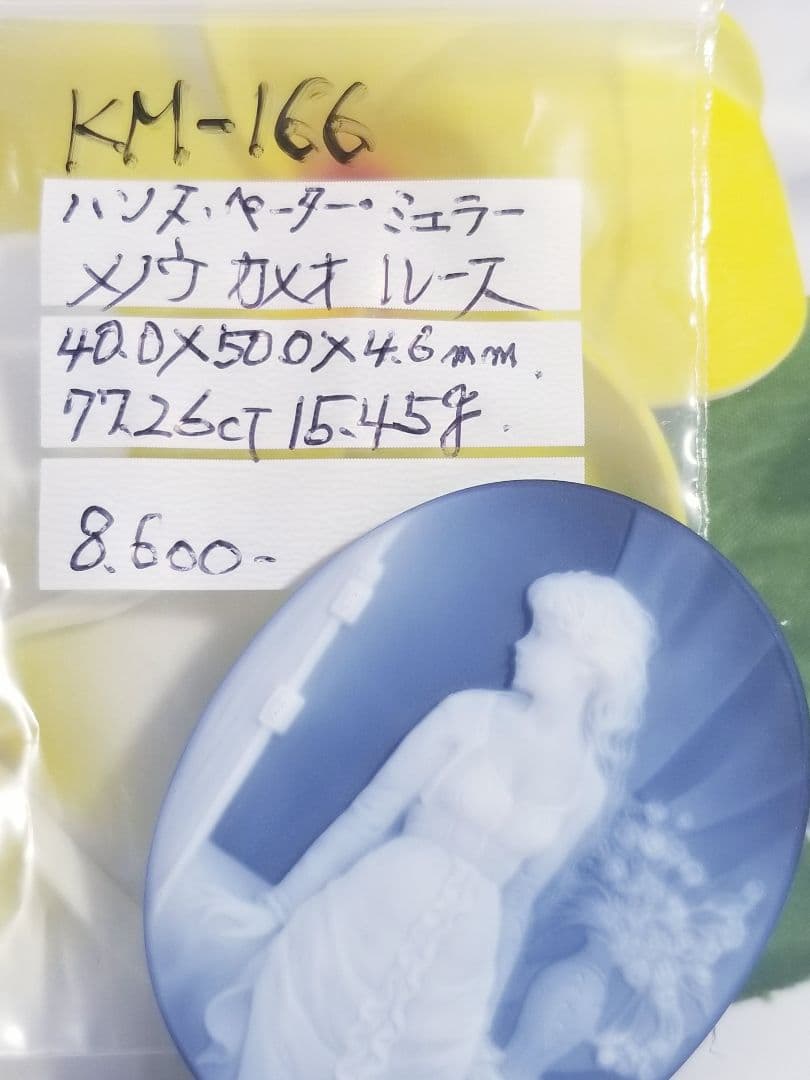 KM-166
ハンス・ペーター・ミュラー
メノウ カメオ ルース
40.0×50.0×4.6mm.
77.26cT 15.45g.
8.600-